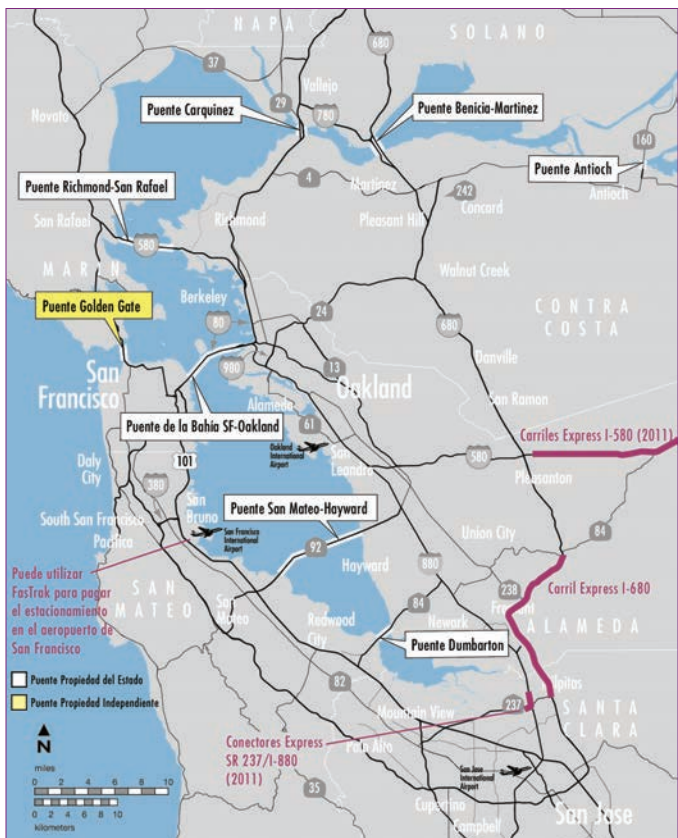 NAPA
SOLANO
680
37
29
Vallejo
Puente Carquinez
780
Puente Benicia-Martinez
Novato
160
Puente Antioch
4
Martinez
Antioch
242
Concord
Puente Richmond-San Rafael
Richmond
Pleasant Hill
San Rafael
580
Walnut Creek
MARIN
Berkeley
CONTRA
COSTA
Puente Golden Gate
80
24
680
980
13
Danville
San
Francisco
Oakland
San Ramon
Alameda
Puente de la Bahía SF-Oakland
61
Carriles Express I-580 (2011)
Oakland
International
Airport
San
Leandro
580
Pleasanton
Daly
City
101
380
San
Bruno
Puente San Mateo-Hayward
South San Francisco
San Francisco
International
Airport
Union City
84
Pacifica
92
880
Hayward
Puede utilizar
FasTrak para pagar
el estacionamiento
en el aeropuerto de
San Francisco
SAN
MATEO
San
Mateo
238
Carril Express I-680
84
Fremont
Redwood
City
Newark
ALAMEDA
Puente Dumbarton
Puente Propiedad del Estado
82
Puente Propiedad Independiente
237
Milpitas
SANTA
CLARA
Mountain View
N
Conectores Express
SR 237/I-880
(2011)
Palo Alto
miles
0 2 4 6 8 10
San Jose
International
Airport
35
0 2 4 6 8 10
kilometers
Cupertino
Campbell
San Jose